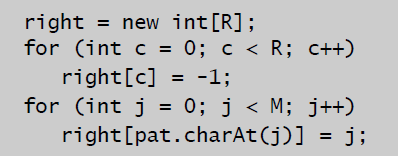 right = new int[R];
for (int c = 0; c < R; c++)
   right[c] = -1;
for (int j = 0; j < M; j++)
   right[pat.charAt(j)] = j;